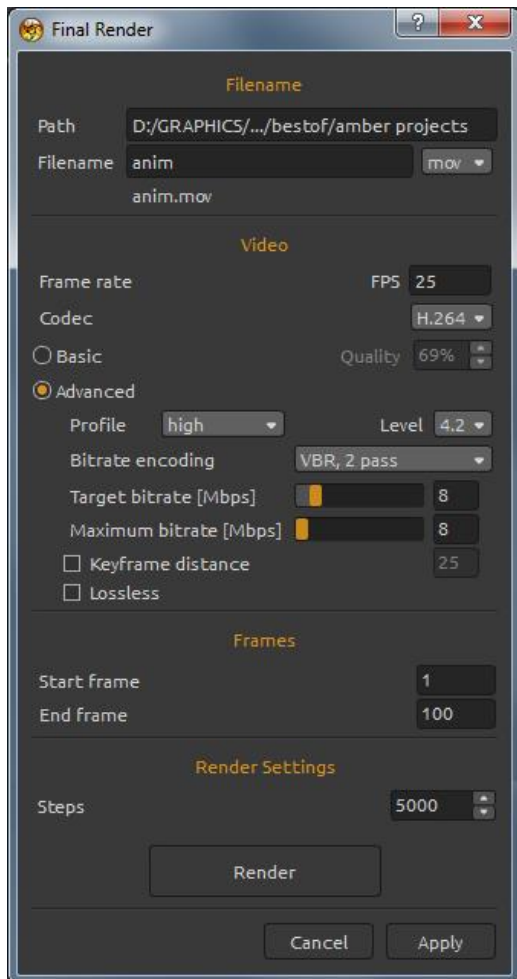 Final Render
?
Filename
Path D:/GRAPHICS/.../bestof/amber projects
Filename anim mov
anim.mov
Video
Frame rate FPS 25
Codec H.264
Basic Quality 69%
Advanced
Profile high Level 4.2
Bitrate encoding VBR, 2 pass
Target bitrate [Mbps] 8
Maximum bitrate [Mbps] 8
Keyframe distance 25
Lossless
Frames
Start frame 1
End frame 100
Render Settings
Steps 5000
Render
Cancel Apply